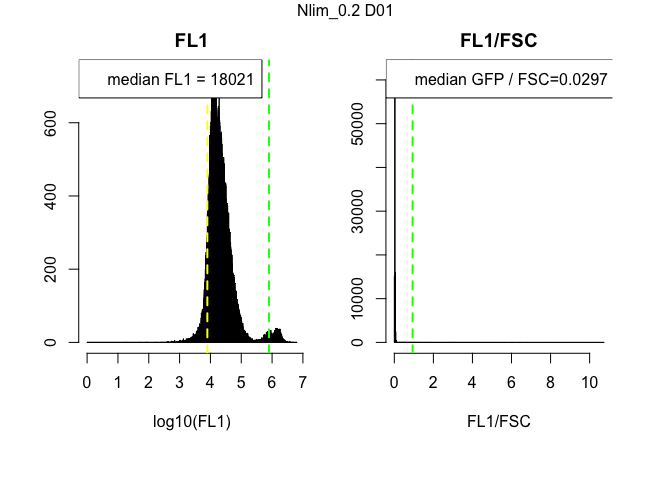 Nlim_0.2 D01
FL1
median FL1 = 18021
0
200
400
600
0 1 2 3 4 5 6 7
log10(FL1)
FL1/FSC
median GFP / FSC=0.0297
0
10000
30000
50000
0 2 4 6 8 10
FL1/FSC